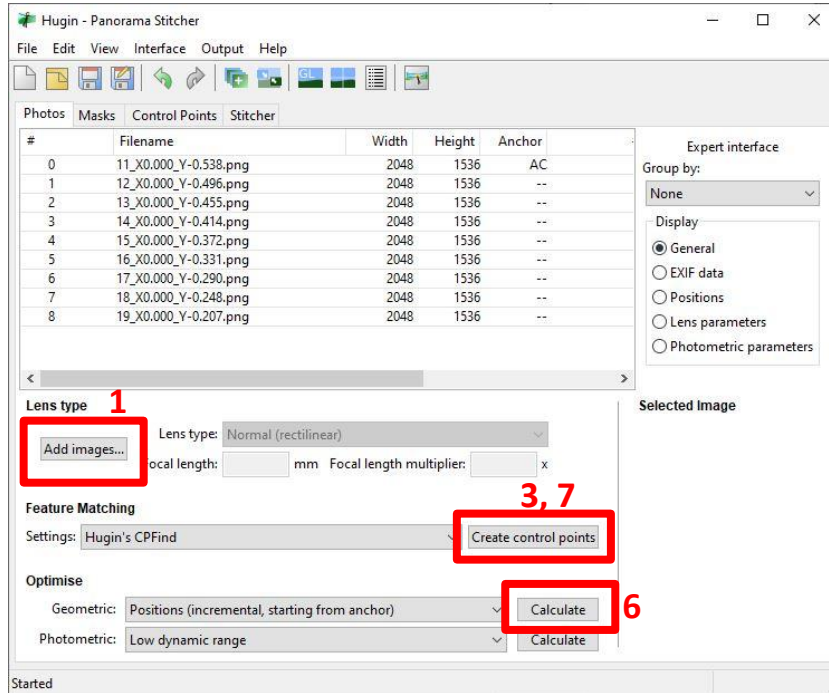 Hugin - Panorama Stitcher
File Edit View Interface Output Help
GL
Photos Masks Control Points Stitcher
# Filename Width Height Anchor
0 11_X0.000_Y-0.538.png 2048 1536 AC
1 12_X0.000_Y-0.496.png 2048 1536 --
2 13_X0.000_Y-0.455.png 2048 1536 --
3 14_X0.000_Y-0.414.png 2048 1536 --
4 15_X0.000_Y-0.372.png 2048 1536 --
5 16_X0.000_Y-0.331.png 2048 1536 --
6 17_X0.000_Y-0.290.png 2048 1536 --
7 18_X0.000_Y-0.248.png 2048 1536 --
8 19_X0.000_Y-0.207.png 2048 1536 --
Expert interface
Group by:
None
Display
General
EXIF data
Positions
Lens parameters
Photometric parameters
Lens type
1
Add images...
Lens type: Normal (rectilinear)
ocal length: mm Focal length multiplier: x
Selected Image
Feature Matching
3, 7
Settings: Hugin's CPFind Create control points
Optimise
Geometric: Positions (incremental, starting from anchor) Calculate
6
Photometric: Low dynamic range Calculate
Started